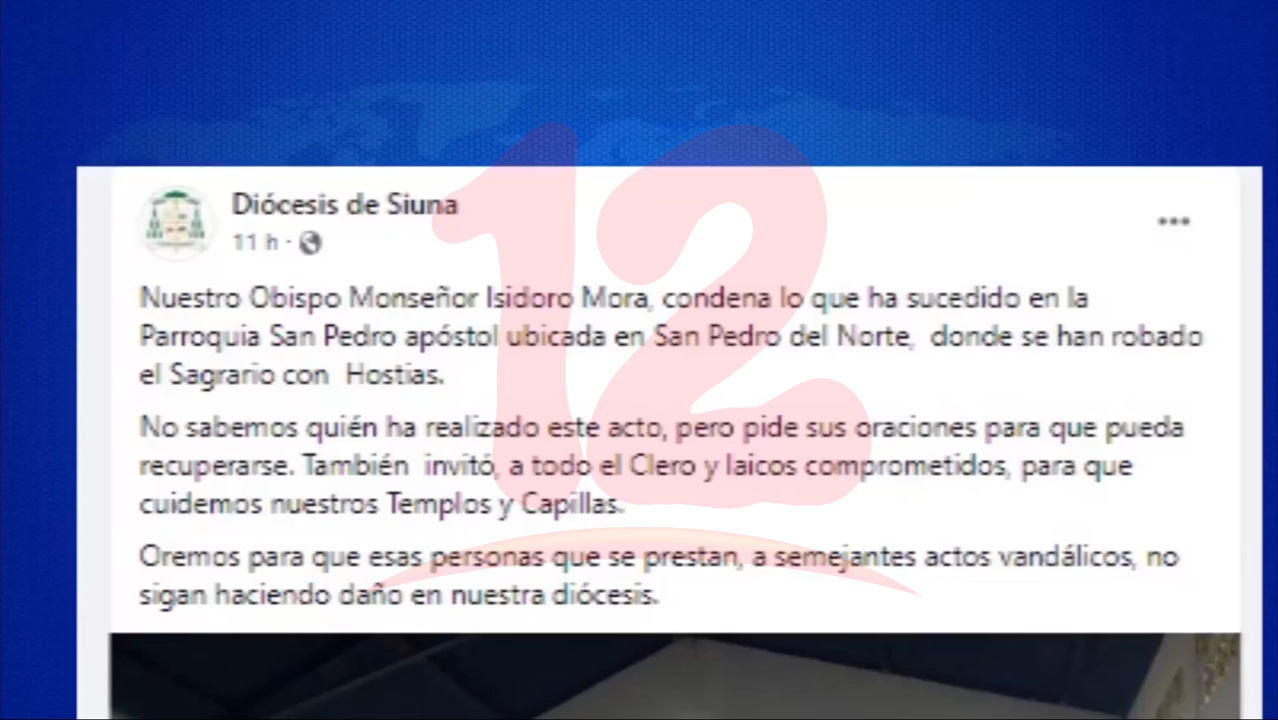 Diócesis de Siuna
11 h ·
Nuestro Obispo Monseñor Isidoro Mora, condena lo que ha sucedido en la
Parroquia San Pedro apóstol ubicada en San Pedro del Norte, donde se han robado
el Sagrario con Hostias.
No sabemos quién ha realizado este acto, pero pide sus oraciones para que pueda
recuperarse. También invitó, a todo el Clero y laicos comprometidos, para que
cuidemos nuestros Templos y Capillas.
Oremos para que esas personas que se prestan, a semejantes actos vandálicos, no
sigan haciendo daño en nuestra diócesis.
12